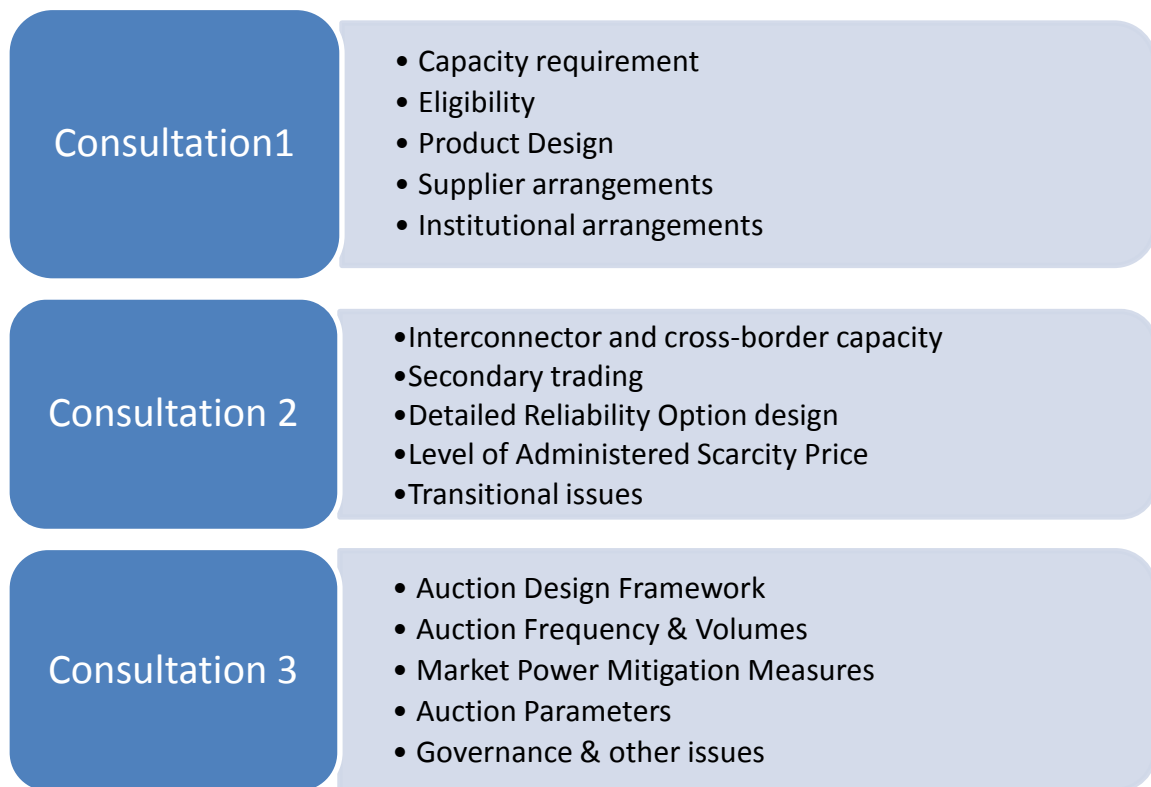 Consultation1
• Capacity requirement
• Eligibility
• Product Design
• Supplier arrangements
• Institutional arrangements
Consultation 2
•Interconnector and cross-border capacity
•Secondary trading
•Detailed Reliability Option design
•Level of Administered Scarcity Price
•Transitional issues
Consultation 3
• Auction Design Framework
• Auction Frequency & Volumes
• Market Power Mitigation Measures
• Auction Parameters
• Governance & other issues